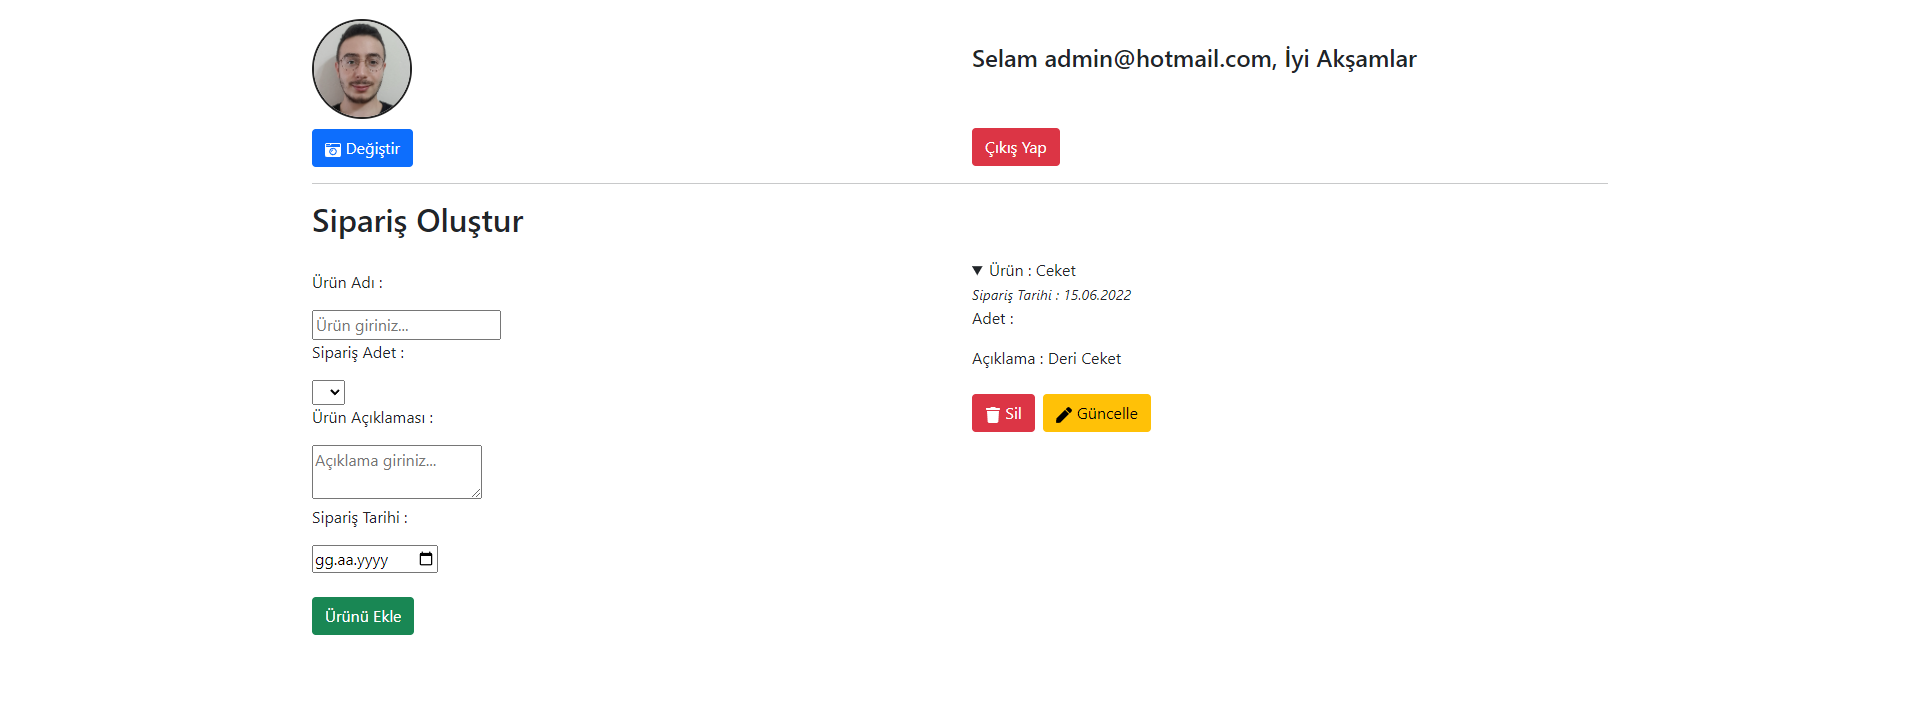 Selam admin@hotmail.com, İyi Akşamlar
Değiştir
Çıkış Yap
Sipariş Oluştur
Ürün Adı :
Ürün giriniz...
Sipariş Adet :
Ürün Açıklaması :
Açıklama giriniz...
Sipariş Tarihi :
gg.aa.yyyy
Ürünü Ekle
Ürün : Ceket
Sipariş Tarihi : 15.06.2022
Adet :
Açıklama : Deri Ceket
Sil
Güncelle